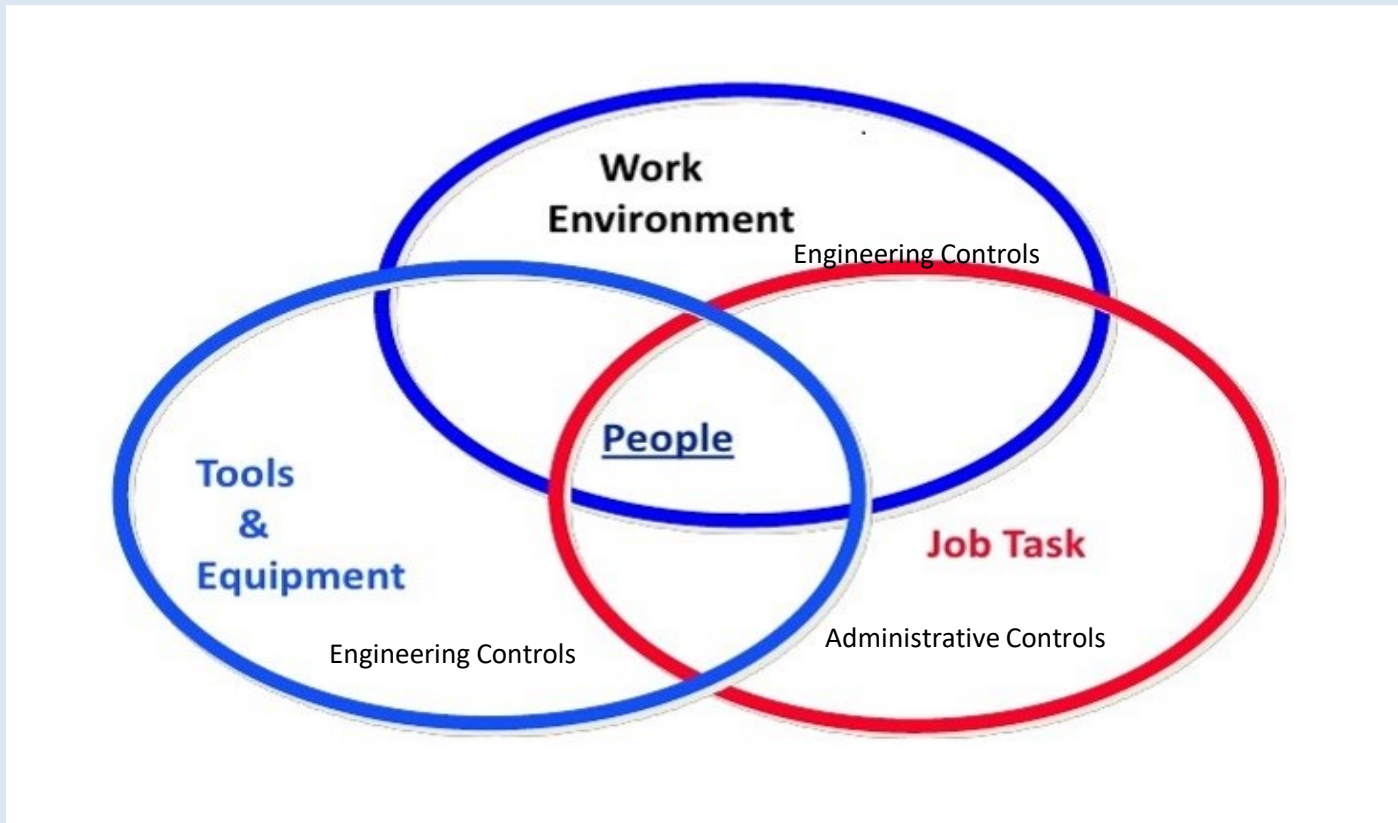 Work
Environment
Engineering Controls
People
Tools
&
Equipment
Job Task
Engineering Controls
Administrative Controls